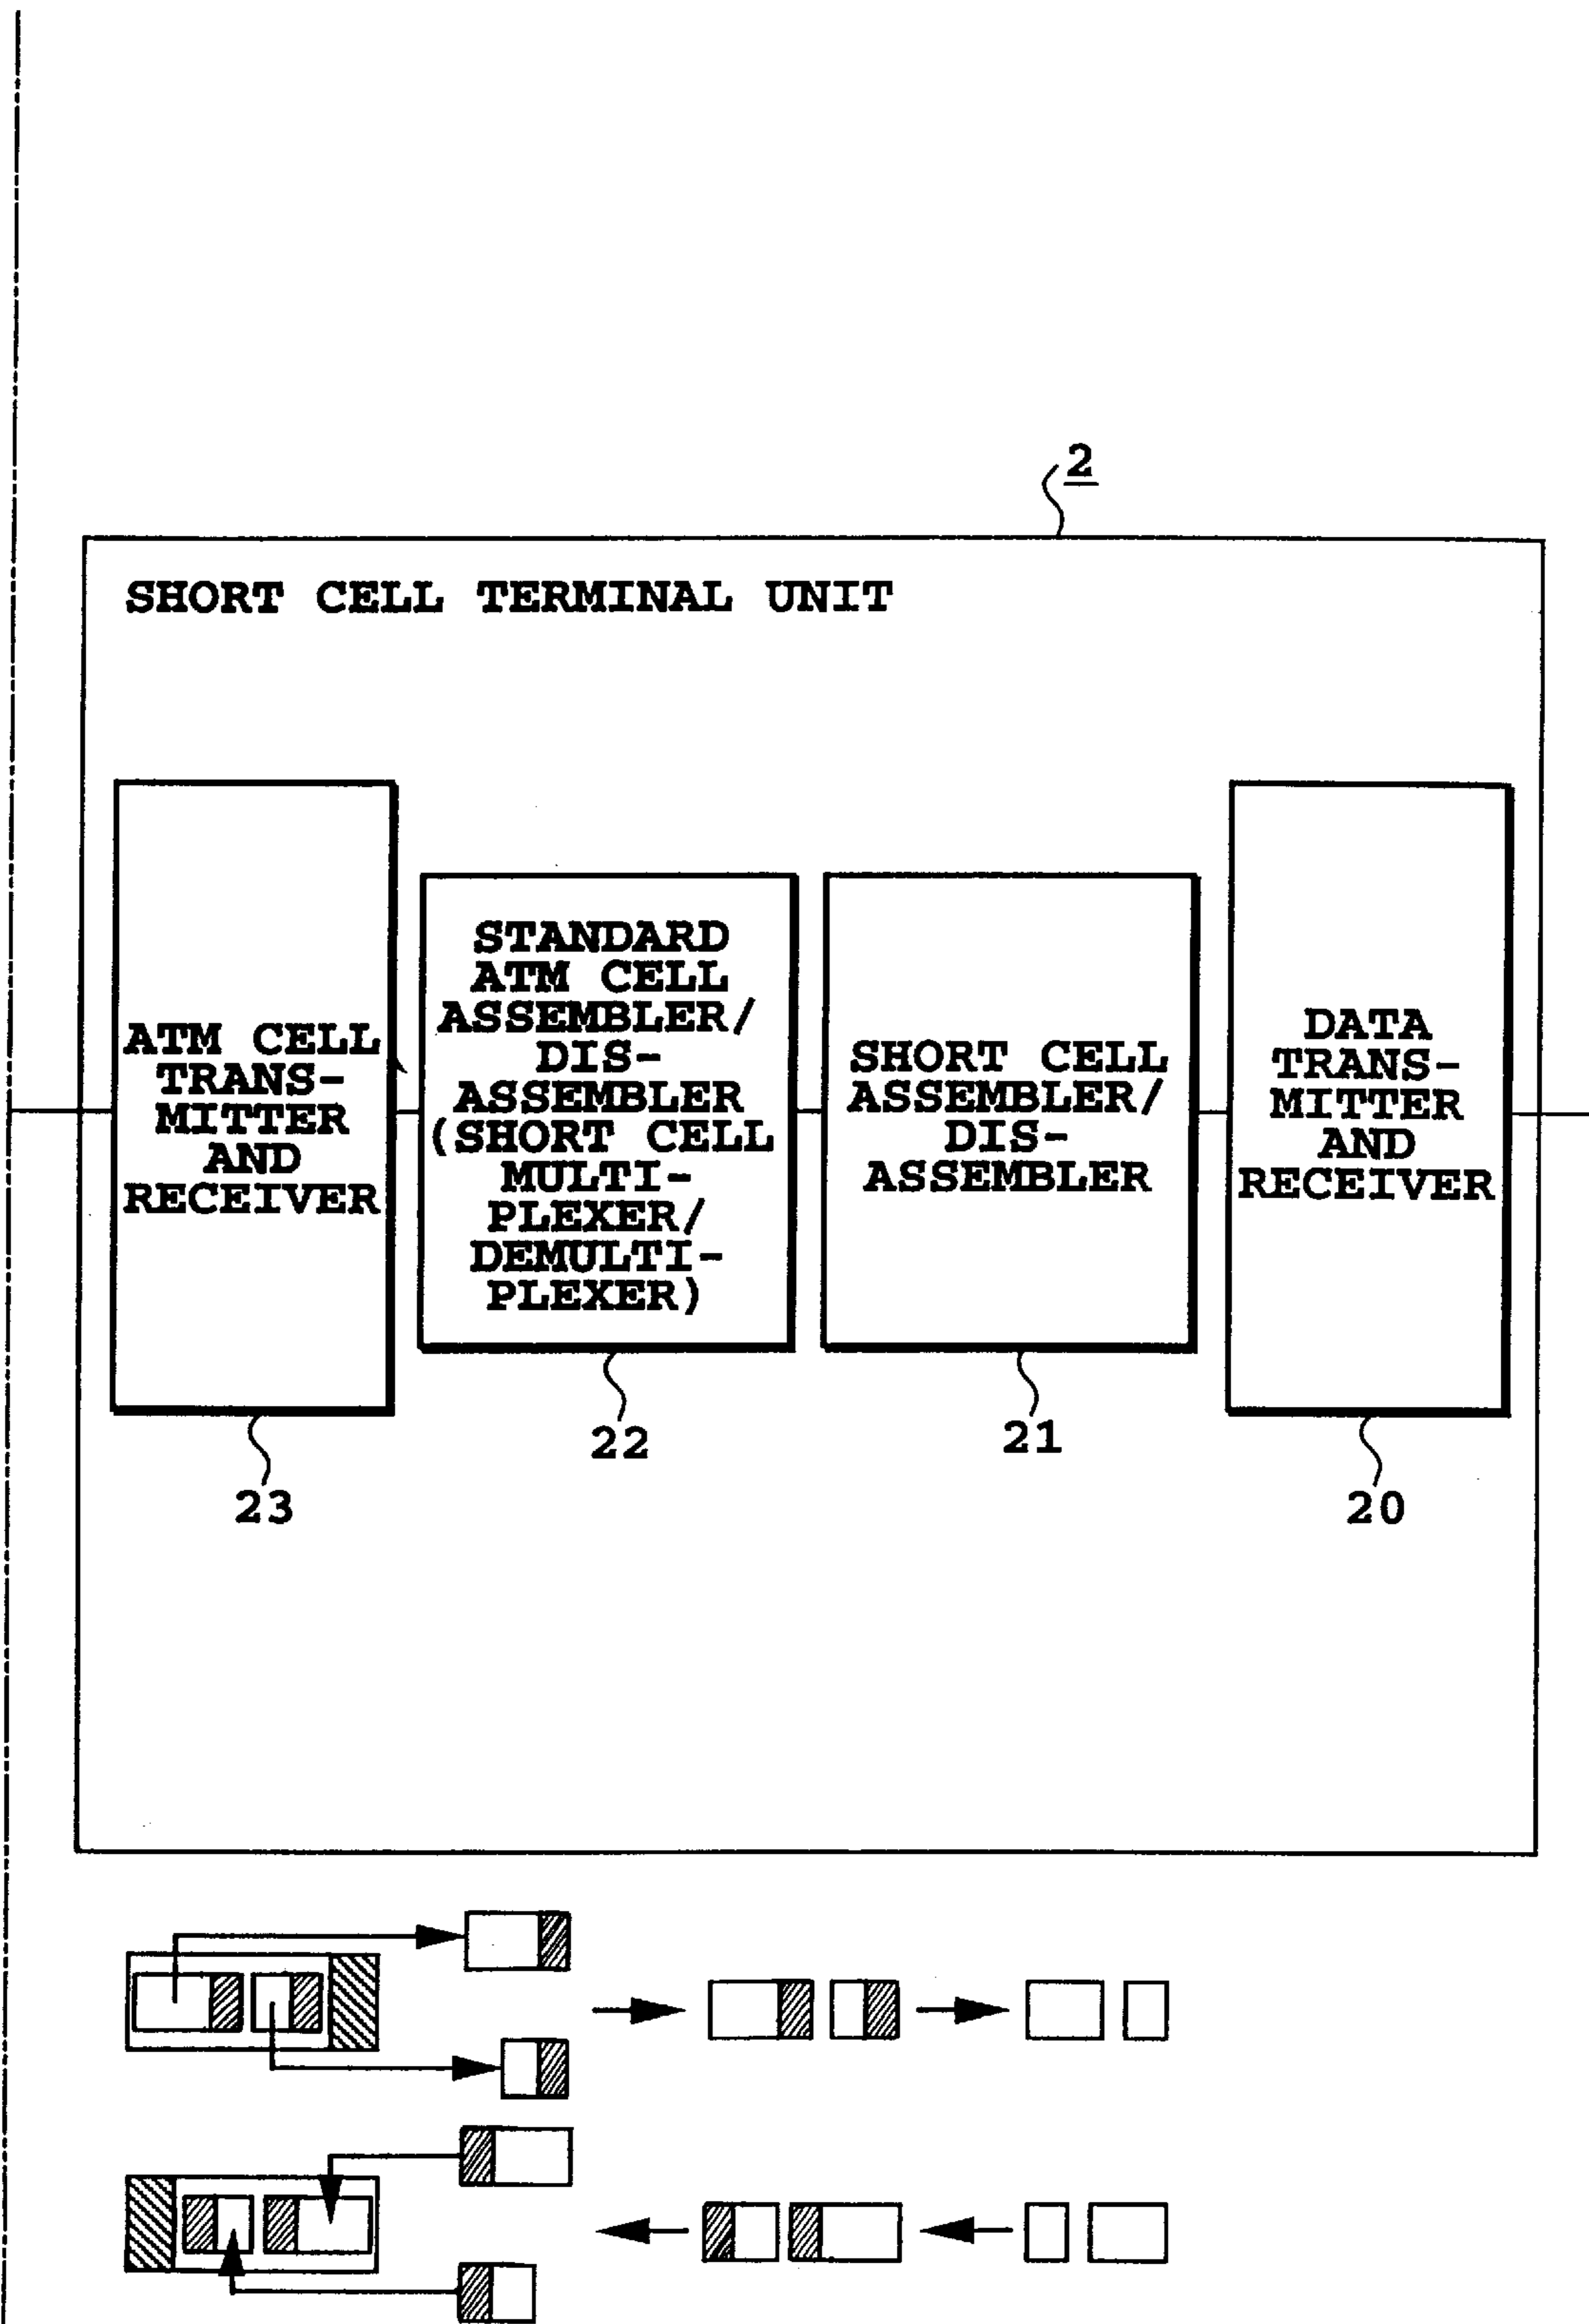 2
SHORT CELL TERMINAL UNIT
ATM CELL
TRANS-
MITTER
AND
RECEIVER
STANDARD
ATM CELL
ASSEMBLER/
DIS-
ASSEMBLER
(SHORT CELL
MULTI-
PLEXER/
DEMULTI-
PLEXER)
SHORT CELL
ASSEMBLER/
DIS-
ASSEMBLER
DATA
TRANS-
MITTER
AND
RECEIVER
23
22
21
20